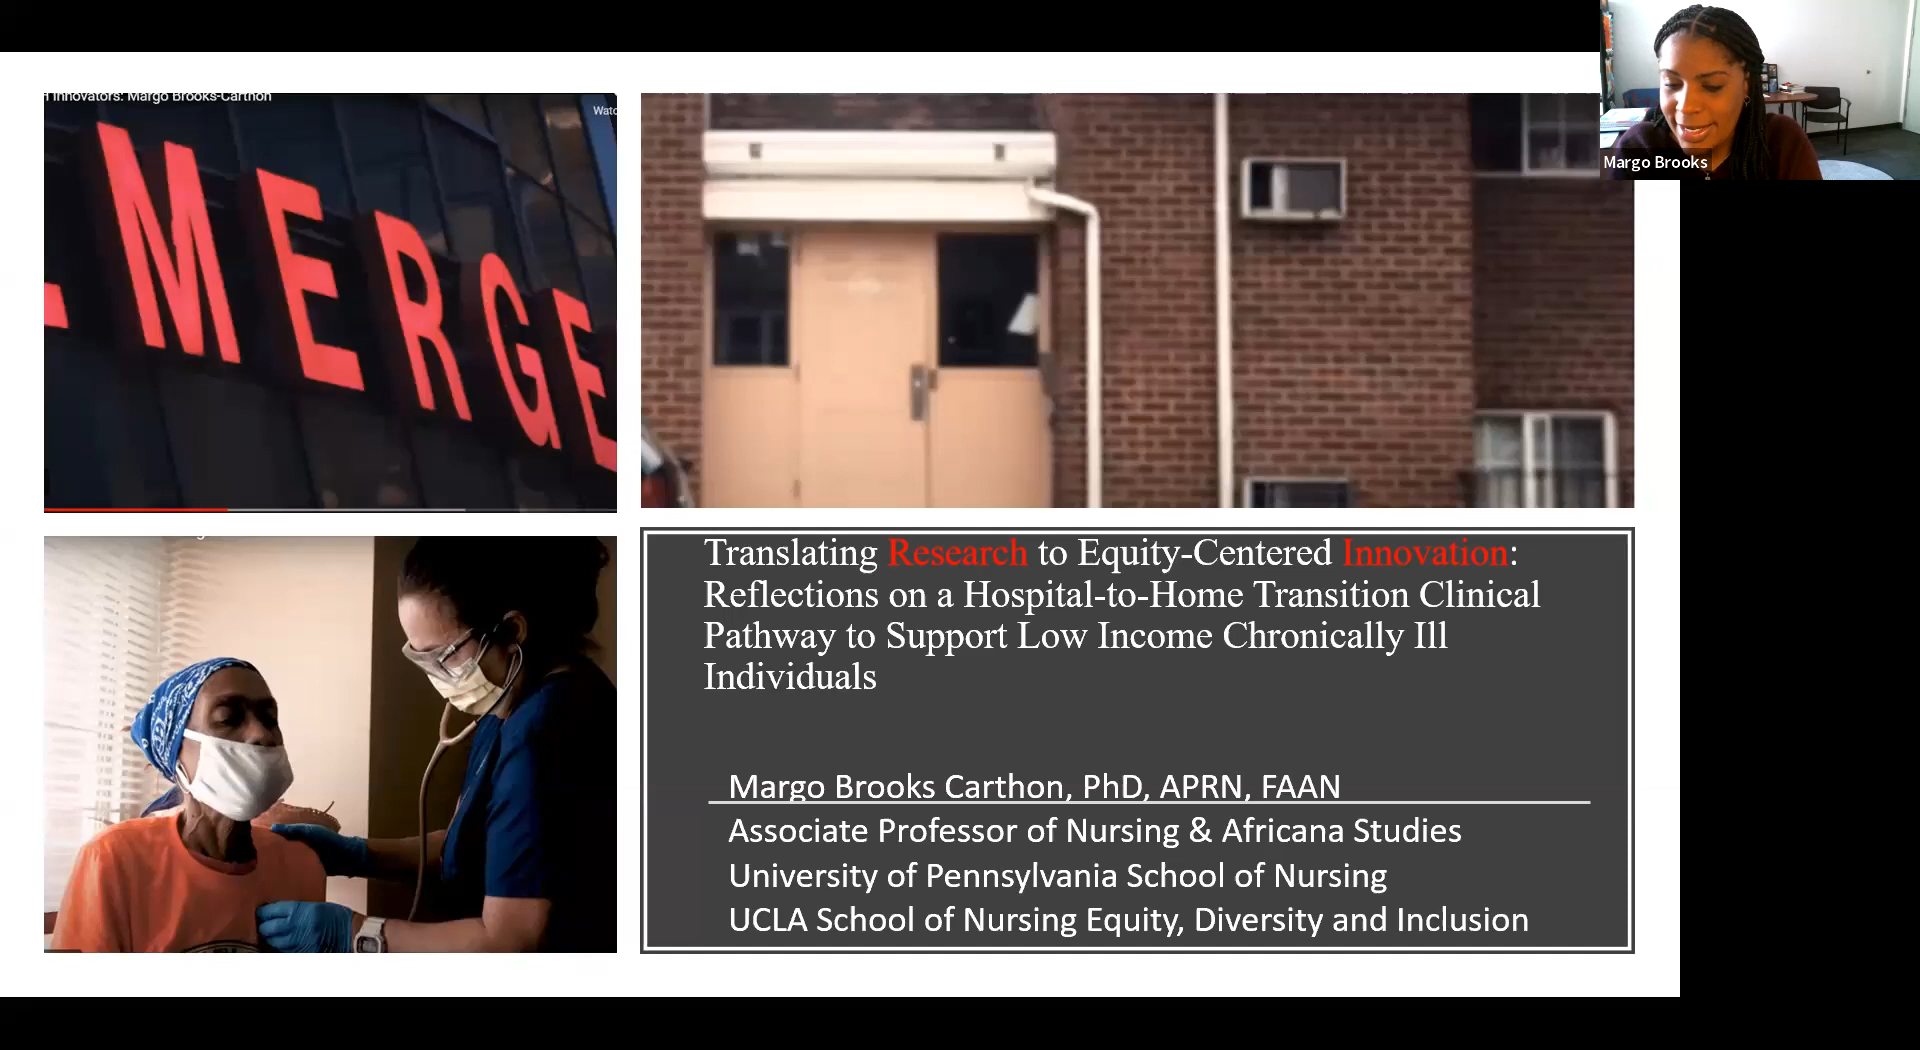 Innovators: Margo Brooks-Carthon
MERGE
Margo Brooks
Translating Research to Equity-Centered Innovation:
Reflections on a Hospital-to-Home Transition Clinical
Pathway to Support Low Income Chronically Ill
Individuals
Margo Brooks Carthon, PhD, APRN, FAAN
Associate Professor of Nursing & Africana Studies
University of Pennsylvania School of Nursing
UCLA School of Nursing Equity, Diversity and Inclusion